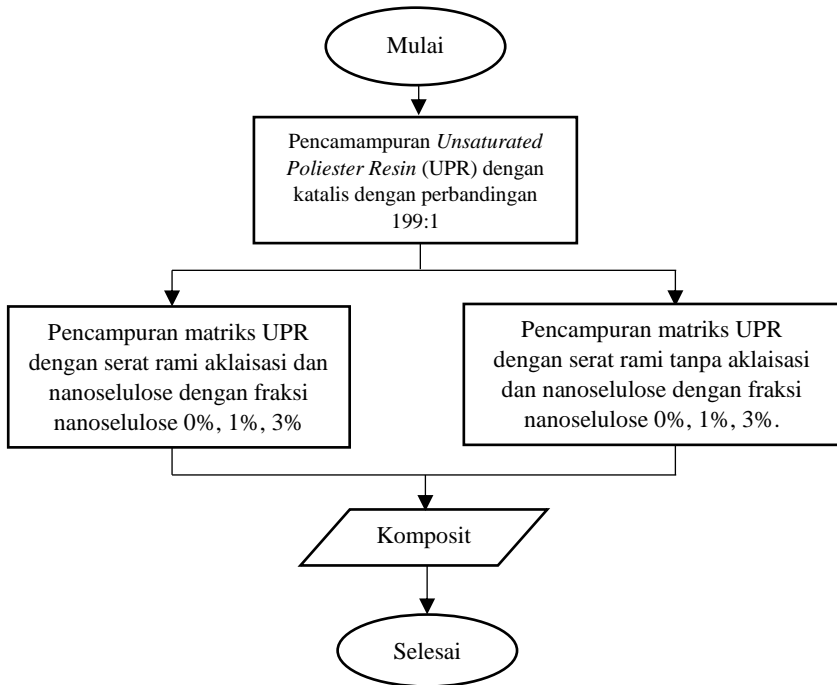 Mulai
Pencamampuran Unsaturated
Poliester Resin (UPR) dengan
katalis dengan perbandingan
199:1
Pencampuran matriks UPR
dengan serat rami aklaisasi dan
nanoselulose dengan fraksi
nanoselulose 0%, 1%, 3%
Pencampuran matriks UPR
dengan serat rami tanpa aklaisasi
dan nanoselulose dengan fraksi
nanoselulose 0%, 1%, 3%.
Komposit
Selesai